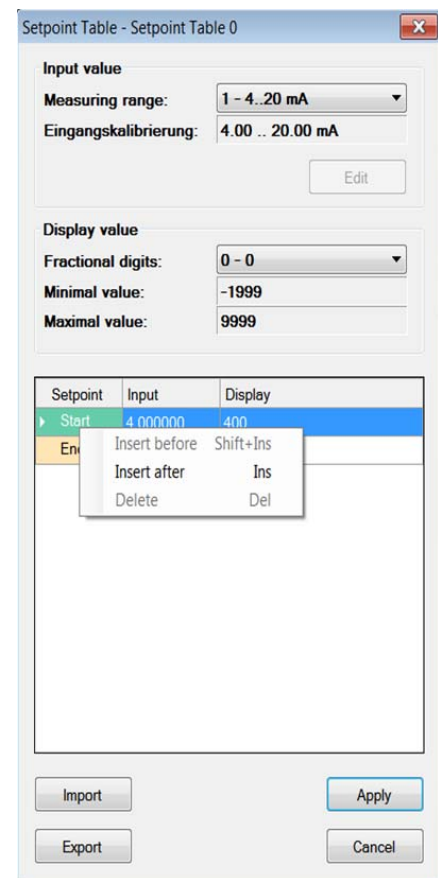 Setpoint Table - Setpoint Table 0
Input value
Measuring range: 1 - 4..20 mA
Eingangskalibrierung: 4.00 .. 20.00 mA
Edit
Display value
Fractional digits: 0 - 0
Minimal value: -1999
Maximal value: 9999
Setpoint Input Display
Start 4.000000 400
Insert before Shift+Ins
Insert after Ins
Delete Del
Import Apply
Export Cancel